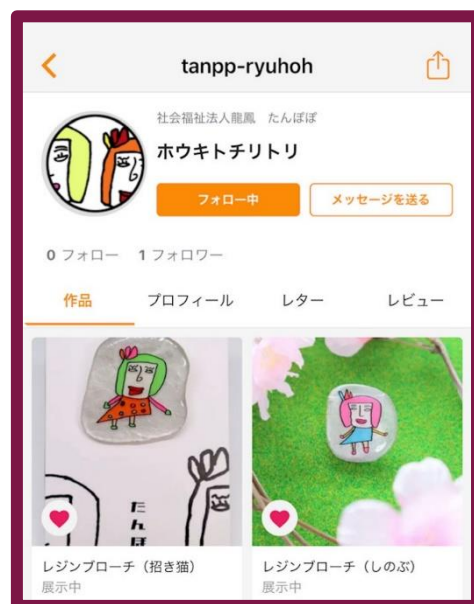 tanpp-ryuhoh
社会福祉法人龍鳳　たんぽぽ
ホウキトチリトリ
フォロー中
メッセージを送る
0 フォロー　1 フォロワー
作品
プロフィール
レター
レビュー
たんぽ
レジンブローチ（招き猫）
展示中
レジンブローチ（しのぶ）
展示中